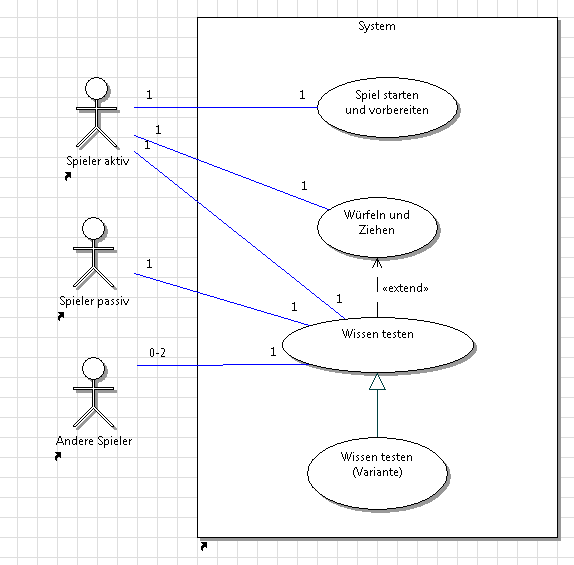 System
1
1
Spiel starten
und vorbereiten
Spieler aktiv
1
1
1
Würfeln und
Ziehen
Spieler passiv
1
«extend»
1
1
Wissen testen
0-2
1
Andere Spieler
Wissen testen
(Variante)